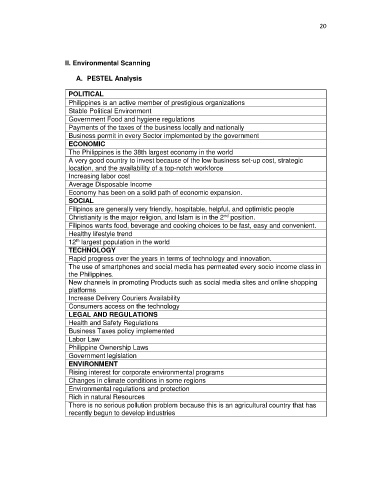 20
II. Environmental Scanning
A. PESTEL Analysis
POLITICAL
Philippines is an active member of prestigious organizations
Stable Political Environment
Government Food and hygiene regulations
Payments of the taxes of the business locally and nationally
Business permit in every Sector implemented by the government
ECONOMIC
The Philippines is the 38th largest economy in the world
A very good country to invest because of the low business set-up cost, strategic
location, and the availability of a top-notch workforce
Increasing labor cost
Average Disposable Income
Economy has been on a solid path of economic expansion.
SOCIAL
Filipinos are generally very friendly, hospitable, helpful, and optimistic people
Christianity is the major religion, and Islam is in the 2nd position.
Filipinos wants food, beverage and cooking choices to be fast, easy and convenient.
Healthy lifestyle trend
12th largest population in the world
TECHNOLOGY
Rapid progress over the years in terms of technology and innovation.
The use of smartphones and social media has permeated every socio income class in
the Philippines.
New channels in promoting Products such as social media sites and online shopping
platforms
Increase Delivery Couriers Availability
Consumers access on the technology
LEGAL AND REGULATIONS
Health and Safety Regulations
Business Taxes policy implemented
Labor Law
Philippine Ownership Laws
Government legislation
ENVIRONMENT
Rising interest for corporate environmental programs
Changes in climate conditions in some regions
Environmental regulations and protection
Rich in natural Resources
There is no serious pollution problem because this is an agricultural country that has
recently begun to develop industries